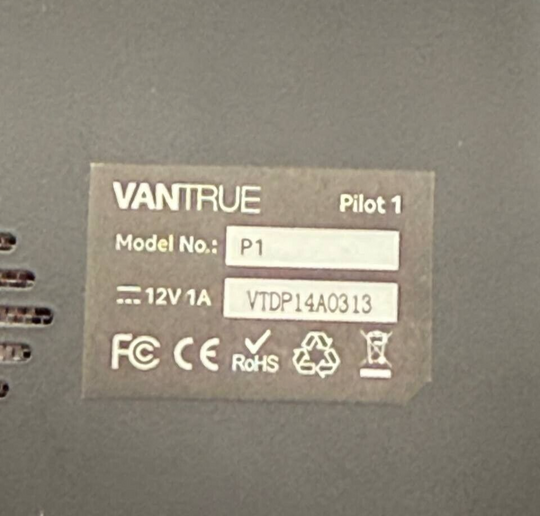 VANTRUE Pilot 1
Model No.: P1
12V 1A VTDP14A0313
FC CE RoHS